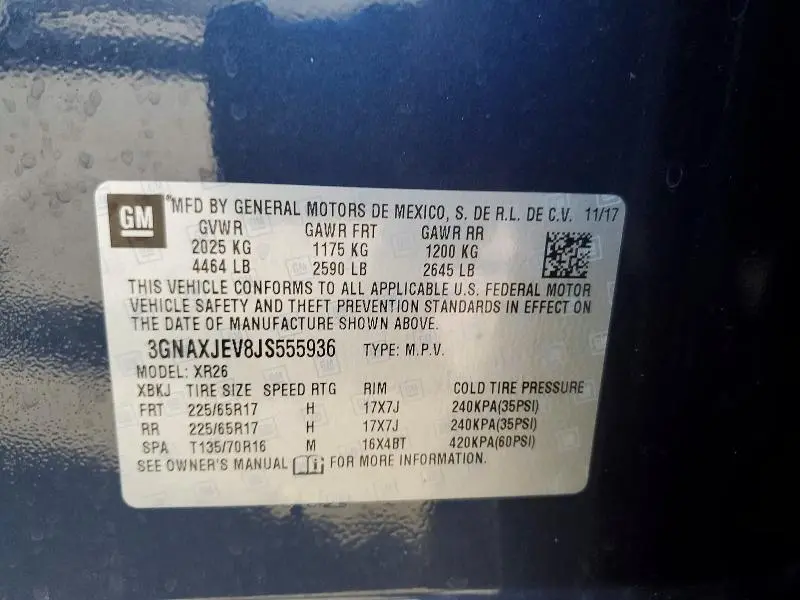 GM
*MFD BY GENERAL MOTORS DE MEXICO, S. DE R.L. DE C.V. 11/17
GVWR GAWR FRT GAWR RR
2025 KG 1175 KG 1200 KG
4464 LB 2590 LB 2645 LB
THIS VEHICLE CONFORMS TO ALL APPLICABLE U.S. FEDERAL MOTOR
VEHICLE SAFETY AND THEFT PREVENTION STANDARDS IN EFFECT ON
THE DATE OF MANUFACTURE SHOWN ABOVE.
3GNAXJEV8JS555936 TYPE: M.P.V.
MODEL: XR26
XBKJ TIRE SIZE SPEED RTG RIM COLD TIRE PRESSURE
FRT 225/65R17 H 17X7J 240KPA(35PSI)
RR 225/65R17 H 17X7J 240KPA(35PSI)
SPA T135/70R16 M 16X4BT 420KPA(60PSI)
SEE OWNER'S MANUAL FOR MORE INFORMATION.